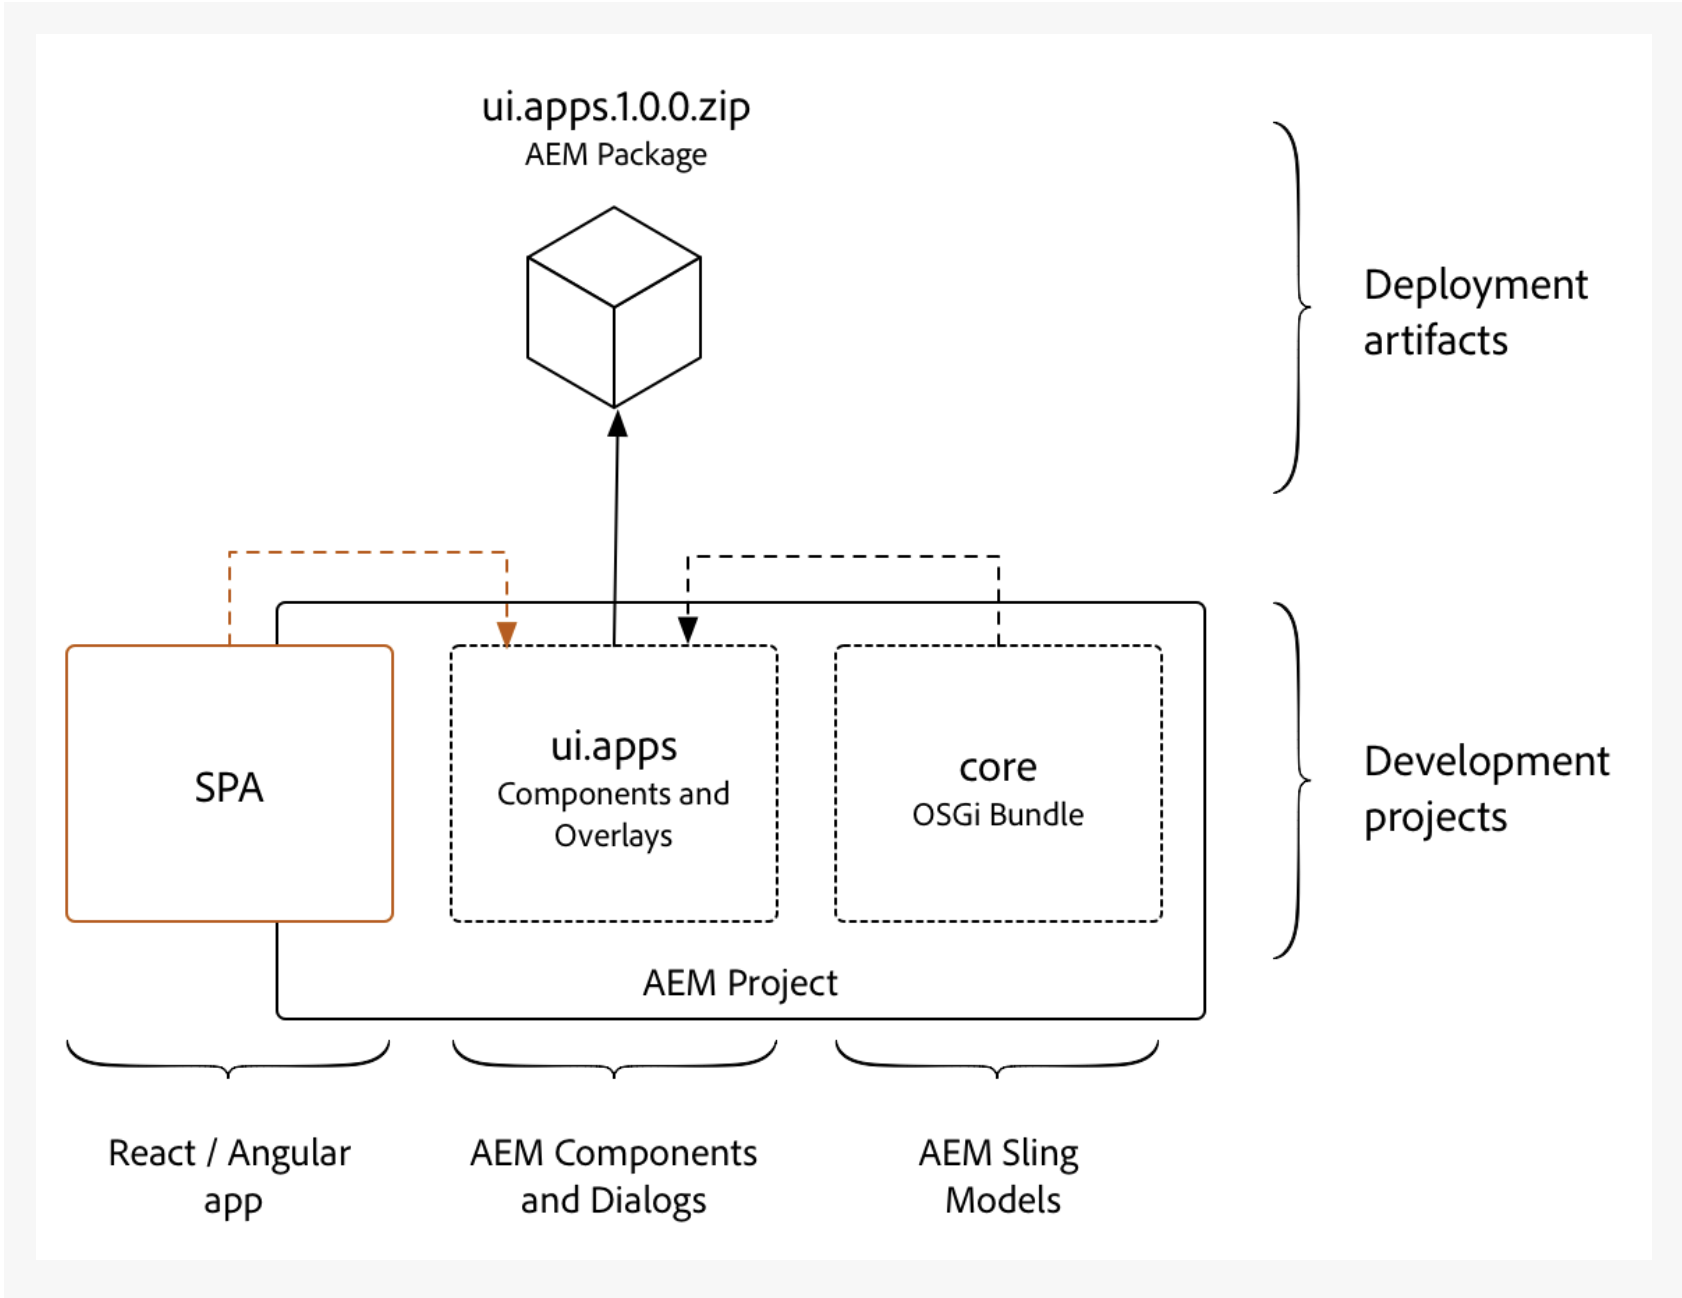 ui.apps.1.0.0.zip
AEM Package
Deployment
artifacts
SPA
ui.apps
Components and
Overlays
core
OSGi Bundle
Development
projects
AEM Project
React / Angular
app
AEM Components
and Dialogs
AEM Sling
Models